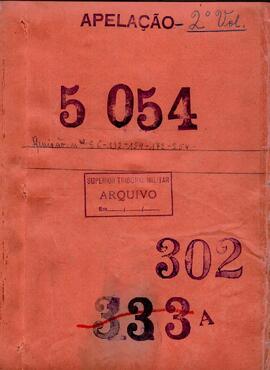 APELAÇÃO - 2º Vol.
5 054
SUPERIOR TRIBUNAL MILITAR
ARQUIVO
Em / /
302
333 A